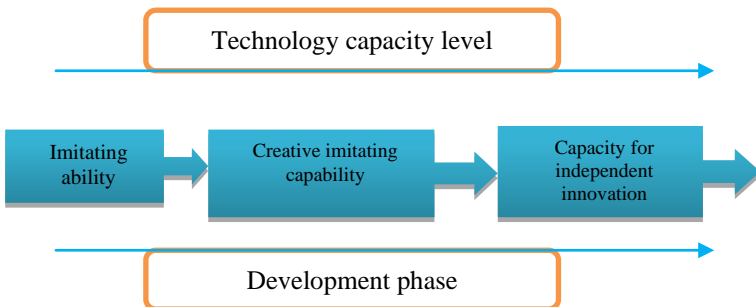 Technology capacity level
Imitating
ability
Creative imitating
capability
Capacity for
independent
innovation
Development phase